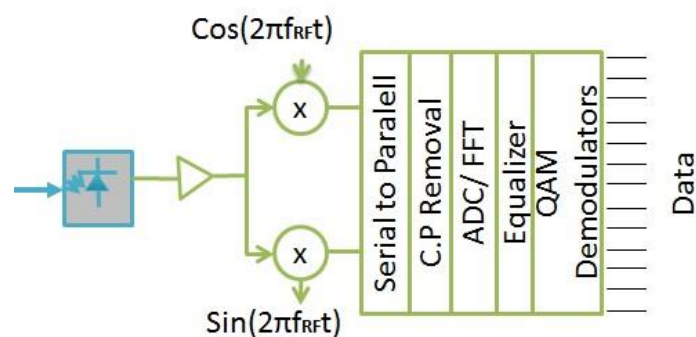 Cos(2πfRFt)
x
x
Sin(2πfRFt)
Serial to Paralell
C.P Removal
ADC/ FFT
Equalizer
QAM
Demodulators
Data